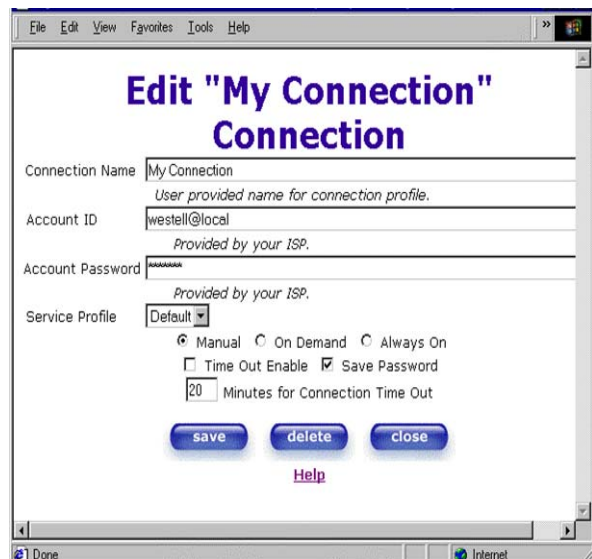 File Edit View Favorites Tools Help »
Edit "My Connection"
Connection
Connection Name My Connection
User provided name for connection profile.
Account ID westell@local
Provided by your ISP.
Account Password *******
Provided by your ISP.
Service Profile Default
Manual On Demand Always On
Time Out Enable Save Password
20 Minutes for Connection Time Out
save delete close
Help
Done Internet